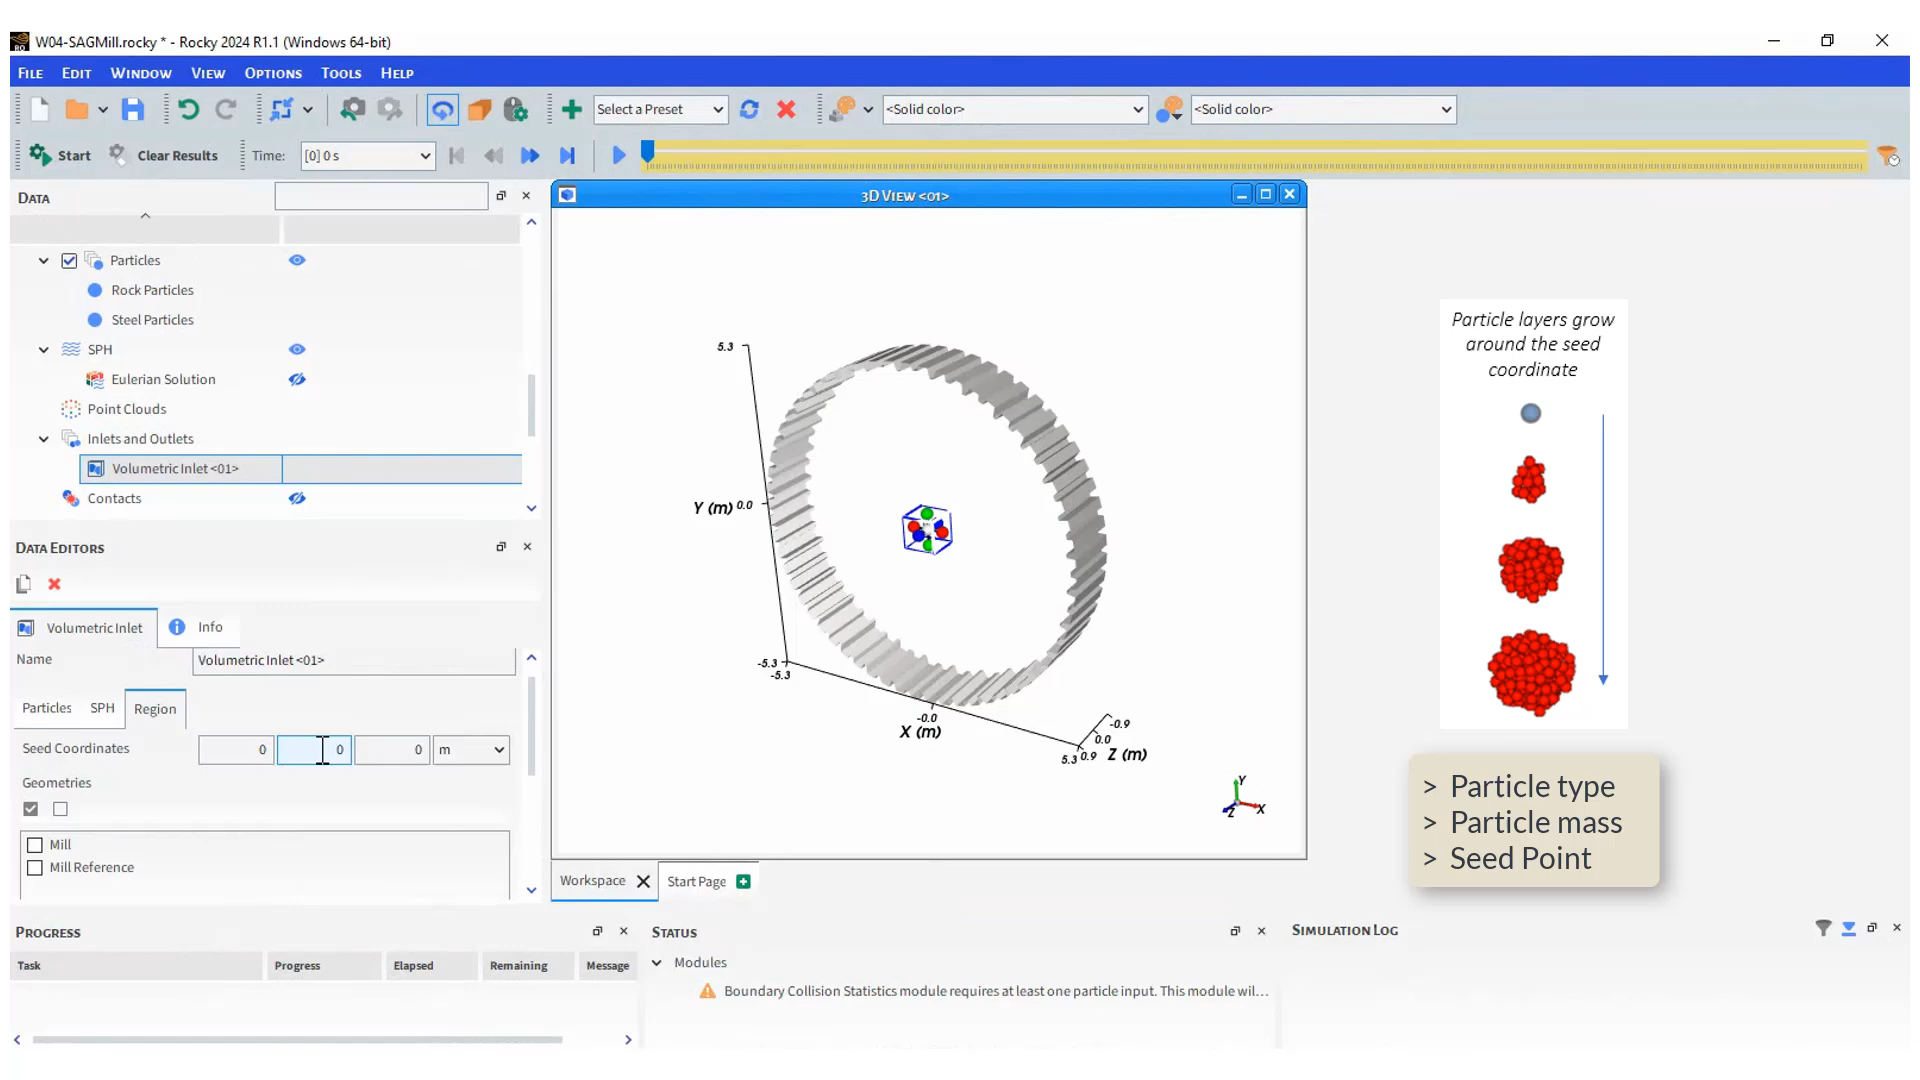 W04-SAGMill.rocky * - Rocky 2024 R1.1 (Windows 64-bit)
File Edit Window View Options Tools Help
Select a Preset
<Solid color>
<Solid color>
Start
Clear Results
Time:
[0] 0 s
Data
3D View <01>
Particles
Rock Particles
Steel Particles
SPH
Eulerian Solution
Point Clouds
Inlets and Outlets
Volumetric Inlet <01>
Contacts
5.3
Y (m) 0.0
-5.3
-5.3
-0.0
X (m)
5.3
0.9
0.0
-0.9
Z (m)
Y
X
Z
Particle layers grow
around the seed
coordinate
> Particle type
> Particle mass
> Seed Point
Data Editors
Volumetric Inlet
Info
Name
Volumetric Inlet <01>
Particles
SPH
Region
Seed Coordinates
0
0
0
m
Geometries
Mill
Mill Reference
Workspace
Start Page
Progress
Task
Progress
Elapsed
Remaining
Message
Status
Modules
Boundary Collision Statistics module requires at least one particle input. This module wil...
Simulation Log